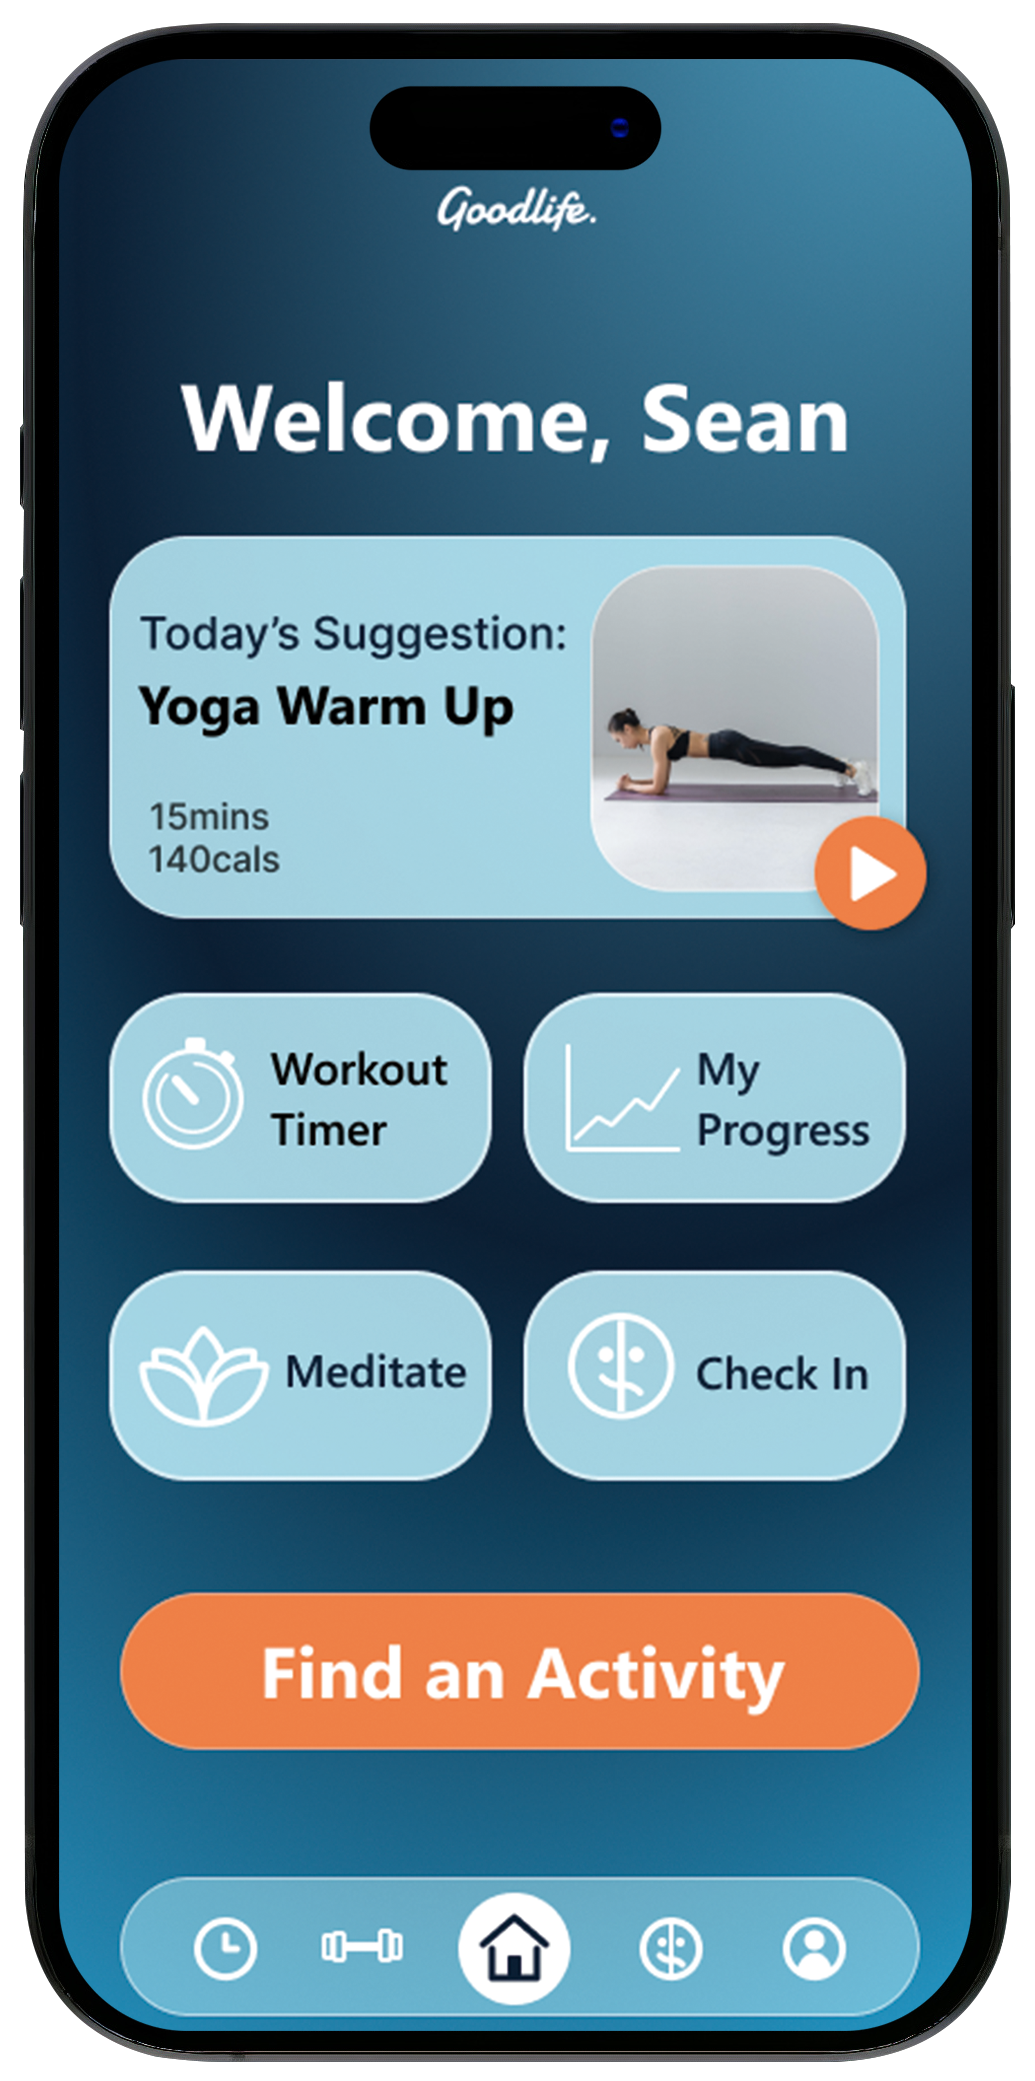 Goodlife.
Welcome, Sean
Today's Suggestion:
Yoga Warm Up
15mins
140cals
Workout
Timer
My
Progress
Meditate
Check In
Find an Activity